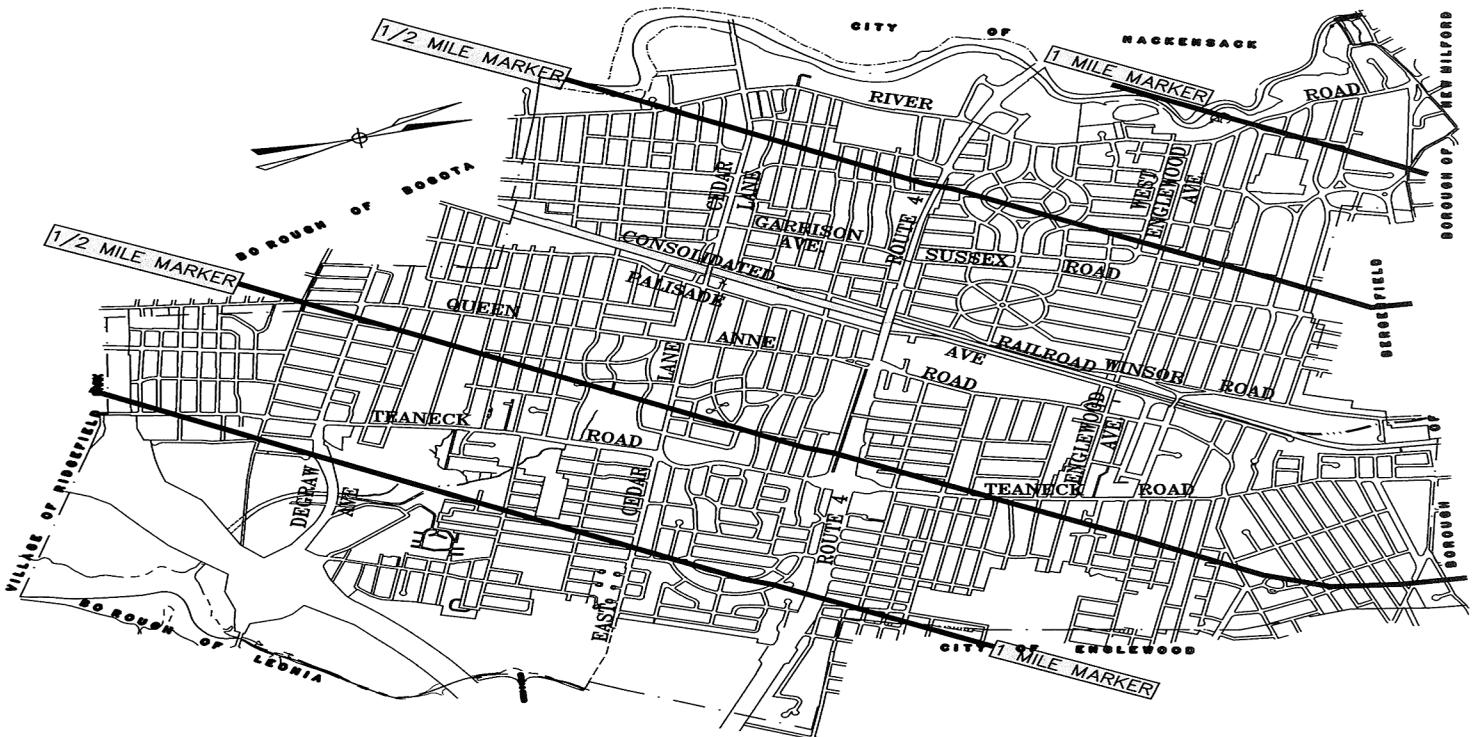 CITY OF HACKENSACK
1/2 MILE MARKER
1 MILE MARKER
BOROUGH OF NEW MILFORD
RIVER
ROAD
BOROUGH OF BOGOTA
CEDAR
LANE
WEST
ENGLEWOOD
AVE.
GARRISON
AVE.
ROUTE 4
SUSSEX ROAD
CONSOLIDATED
PALISADE
1/2 MILE MARKER
QUEEN ANNE
LANE
AVE
RAILROAD
WINSOR
ROAD
ROAD
BERGENFIELD
BOROUGH OF
TEANECK
ROAD
ENGLEWOOD
AVE.
TEANECK
ROAD
DEGRAW
AVE
CEDAR
ROUTE 4
EAST
VILLAGE OF RIDGEFIELD PARK
BOROUGH OF LEONIA
CITY OF ENGLEWOOD
1 MILE MARKER